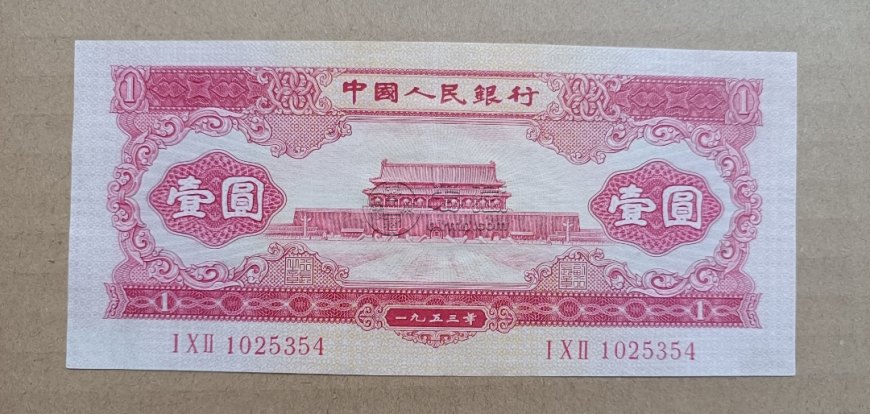 1 中國人民銀行 1
壹圓 壹圓
1 一九五三年 1
I X II 1025354 I X II 1025354